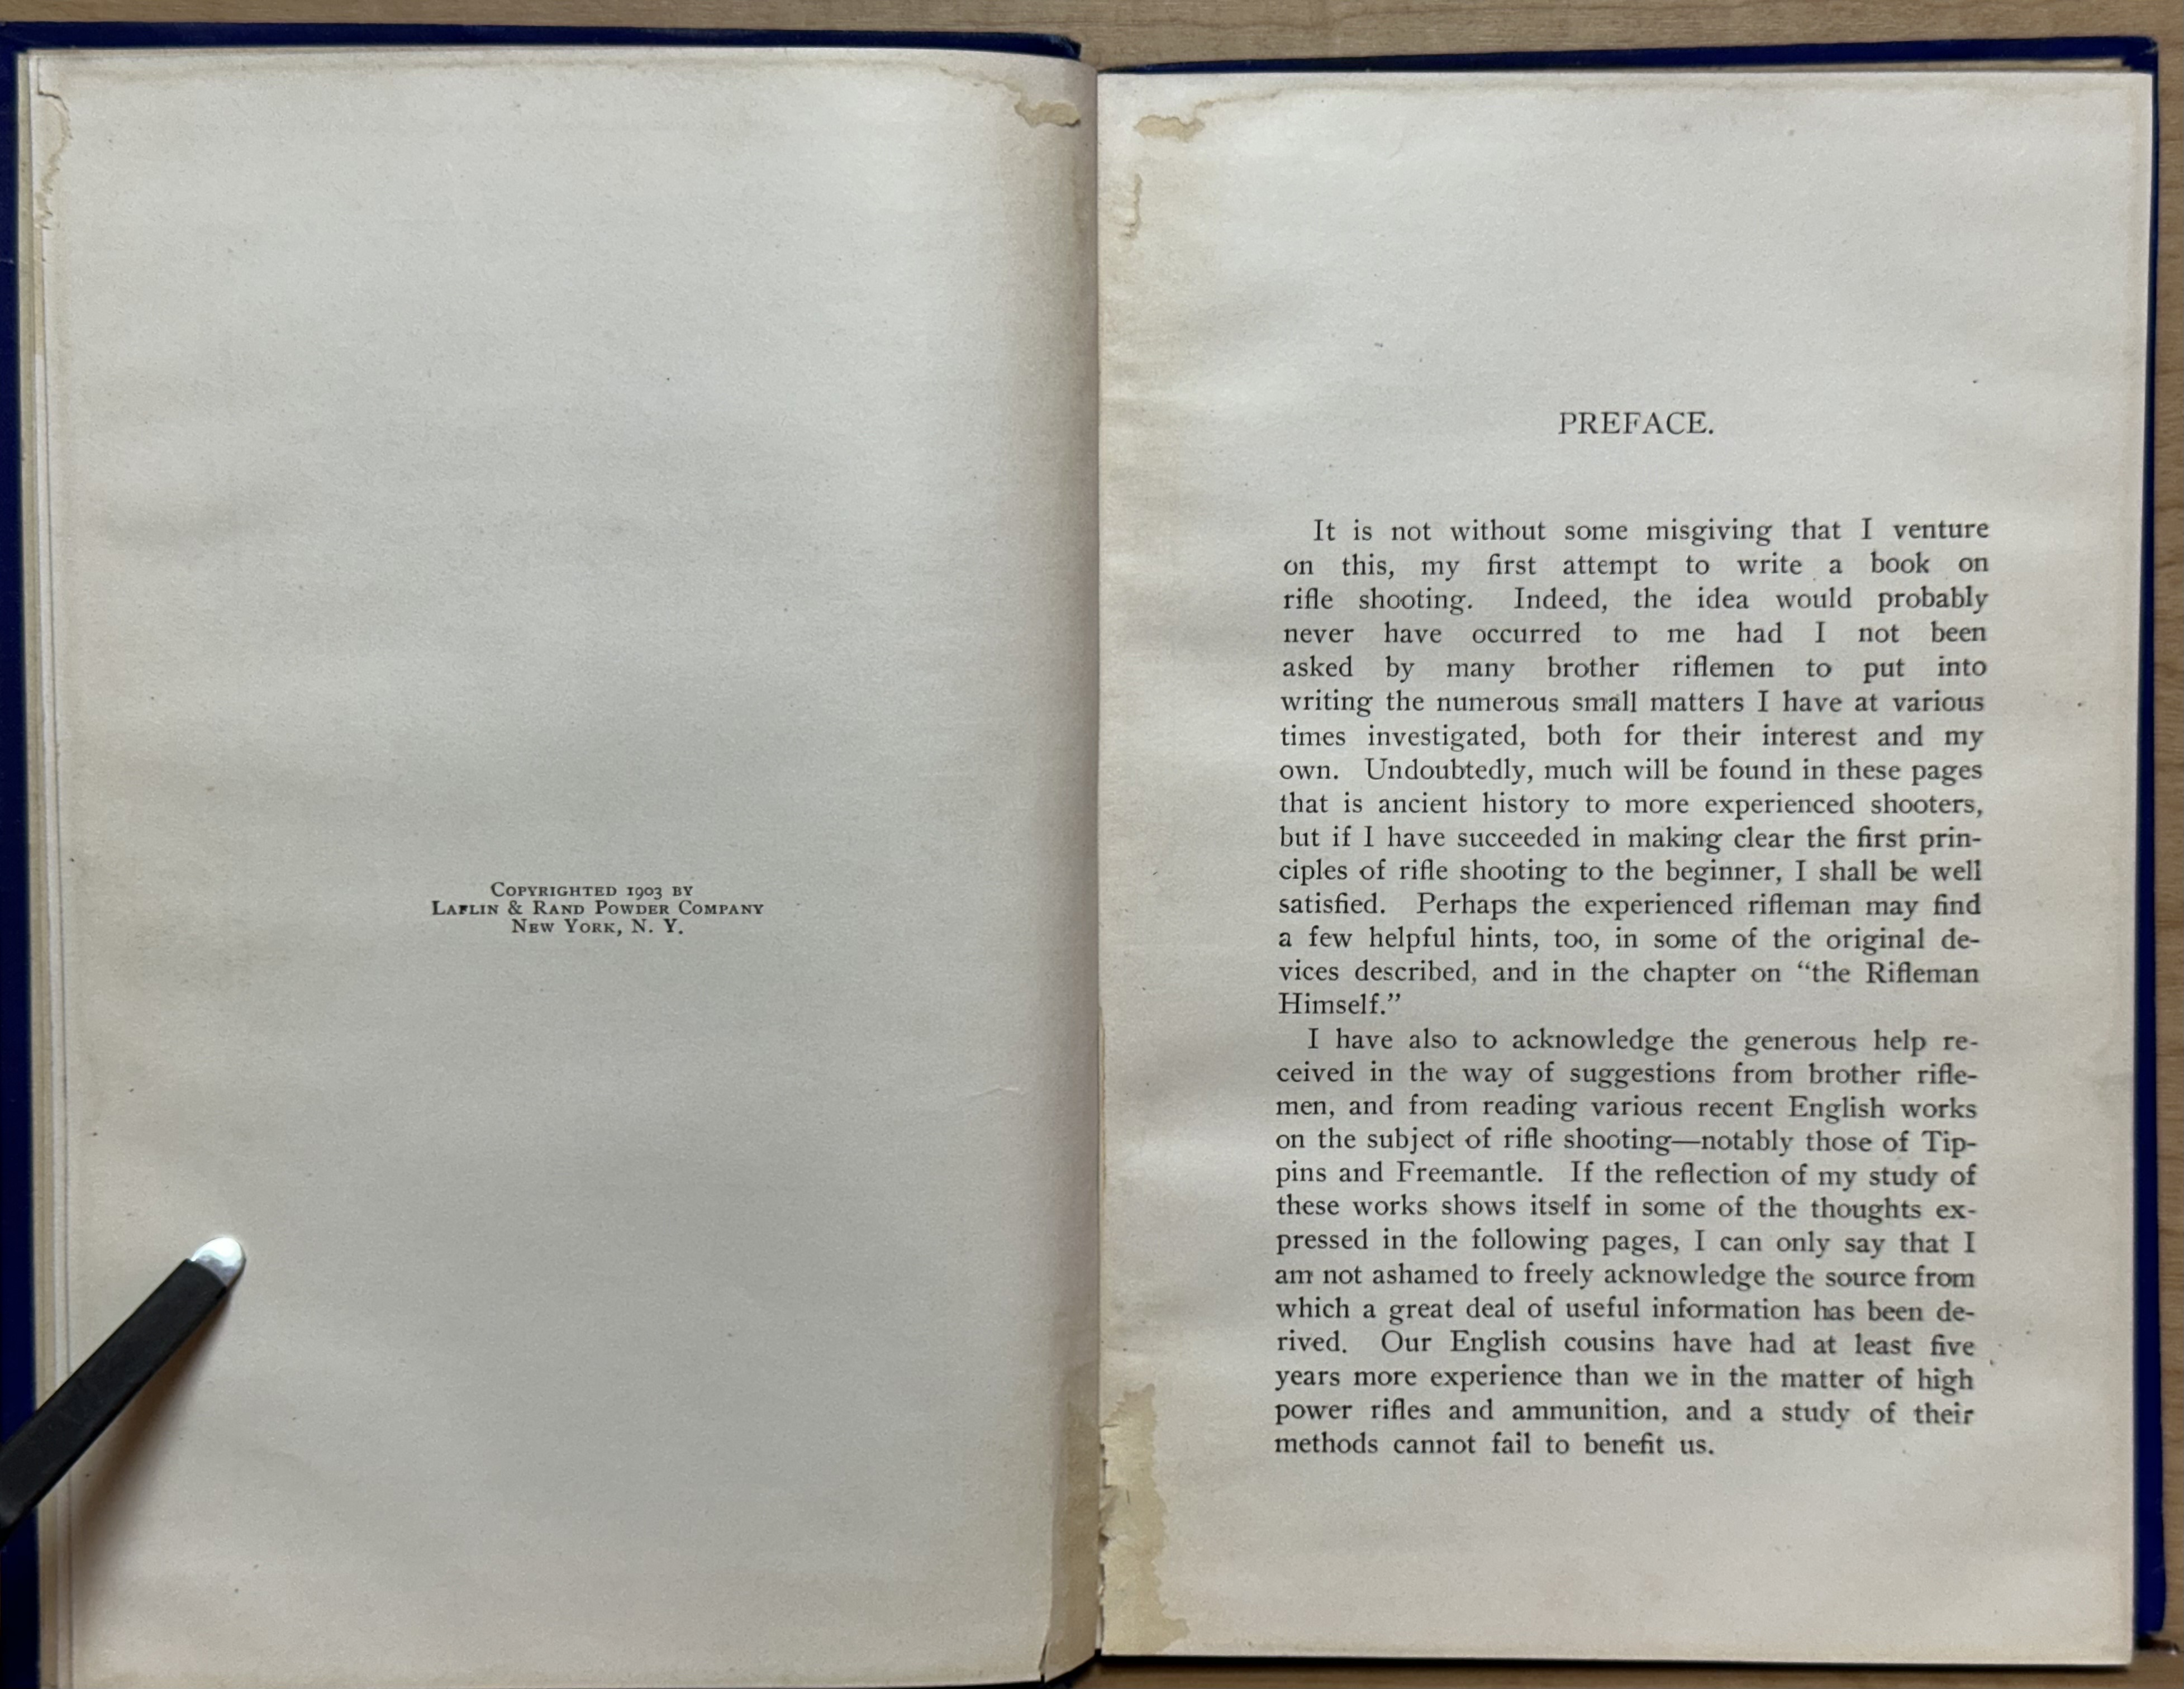 COPYRIGHTED 1903 BY
LAFLIN & RAND POWDER COMPANY
NEW YORK, N. Y.
PREFACE.
It is not without some misgiving that I venture
on this, my first attempt to write a book on
rifle shooting. Indeed, the idea would probably
never have occurred to me had I not been
asked by many brother riflemen to put into
writing the numerous small matters I have at various
times investigated, both for their interest and my
own. Undoubtedly, much will be found in these pages
that is ancient history to more experienced shooters,
but if I have succeeded in making clear the first prin-
ciples of rifle shooting to the beginner, I shall be well
satisfied. Perhaps the experienced rifleman may find
a few helpful hints, too, in some of the original de-
vices described, and in the chapter on “the Rifleman
Himself.”
I have also to acknowledge the generous help re-
ceived in the way of suggestions from brother rifle-
men, and from reading various recent English works
on the subject of rifle shooting—notably those of Tip-
pins and Freemantle. If the reflection of my study of
these works shows itself in some of the thoughts ex-
pressed in the following pages, I can only say that I
am not ashamed to freely acknowledge the source from
which a great deal of useful information has been de-
rived. Our English cousins have had at least five
years more experience than we in the matter of high
power rifles and ammunition, and a study of their
methods cannot fail to benefit us.